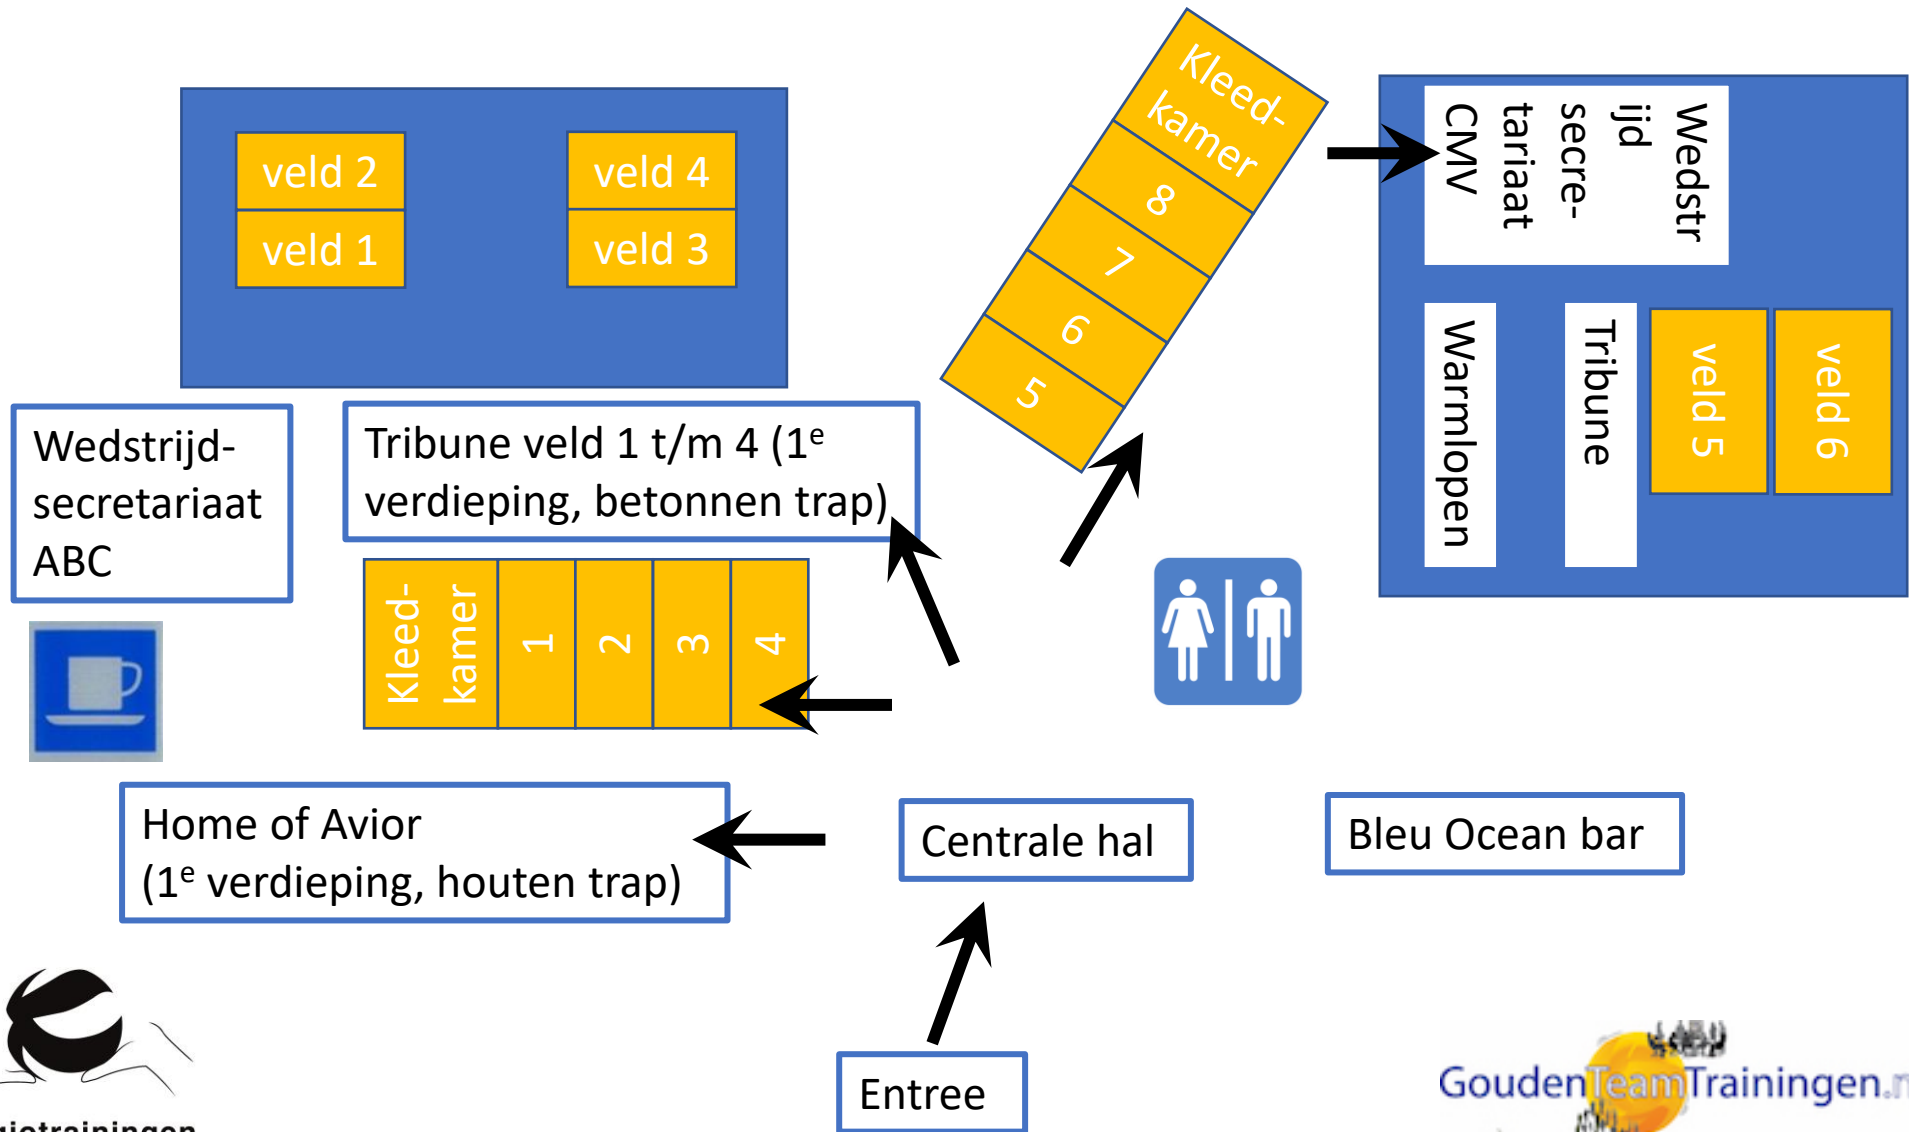 veld 2
veld 1
veld 4
veld 3
Kleed-
kamer
8
7
6
5
Wedstr
ijd
secre-
tariaat
CMV
Warmlopen
Tribune
veld 5
veld 6
Wedstrijd-
secretariaat
ABC
Tribune veld 1 t/m 4 (1e
verdieping, betonnen trap)
Kleed-
kamer
1
2
3
4
Home of Avior
(1e verdieping, houten trap)
Centrale hal
Bleu Ocean bar
Entree
GoudenTeamTrainingen.n